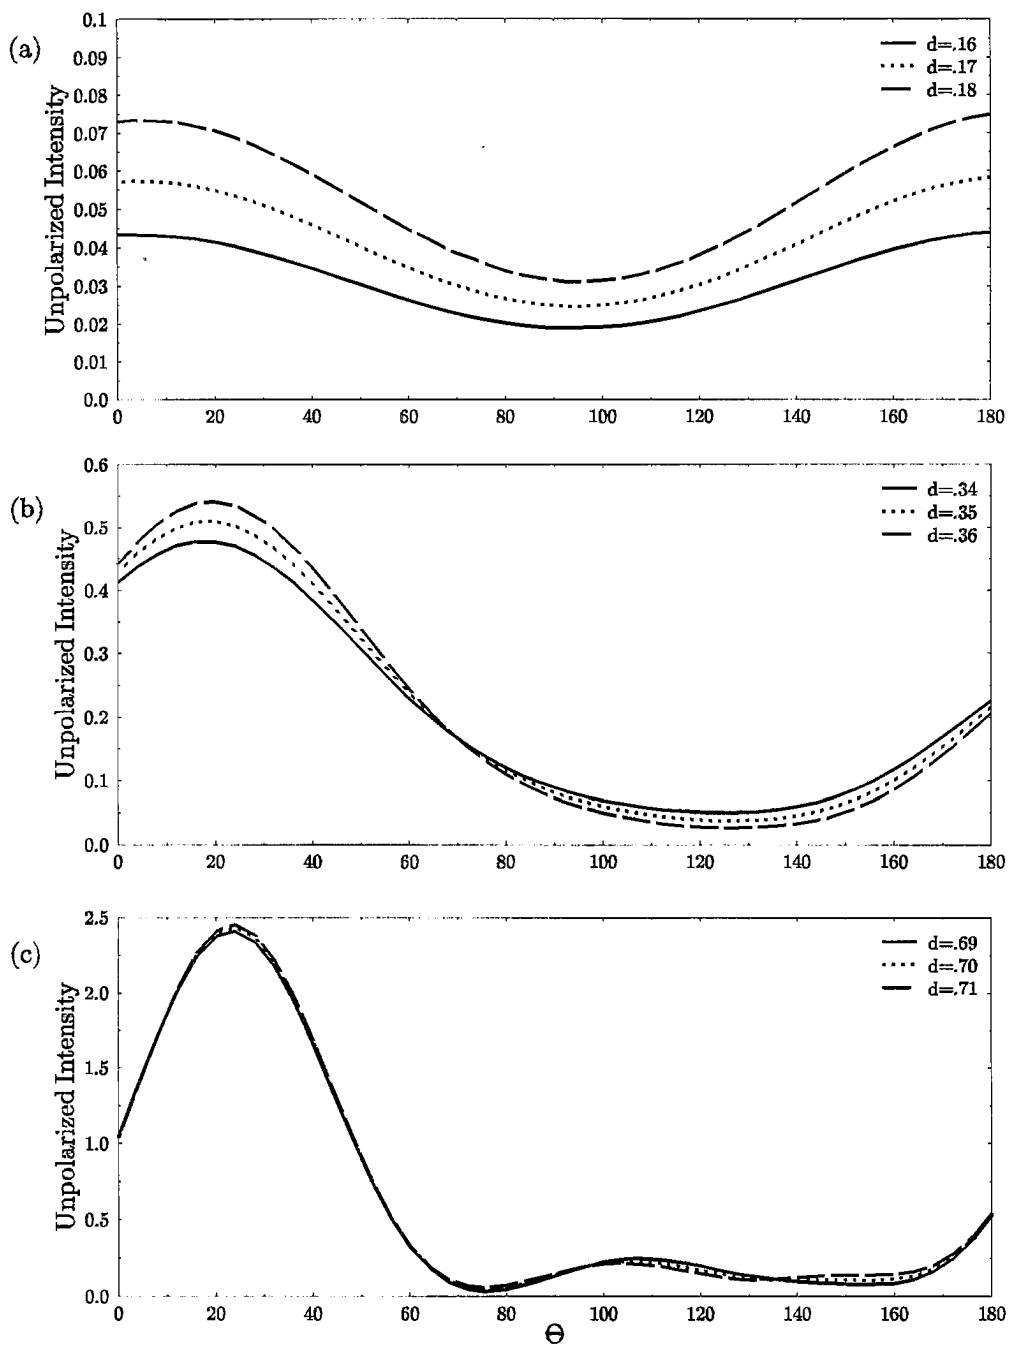 (a)
Unpolarized Intensity
0.1
0.09
0.08
0.07
0.06
0.05
0.04
0.03
0.02
0.01
0.0
d=.16
d=.17
d=.18
0 20 40 60 80 100 120 140 160 180
(b)
Unpolarized Intensity
0.6
0.5
0.4
0.3
0.2
0.1
0.0
d=.34
d=.35
d=.36
0 20 40 60 80 100 120 140 160 180
(c)
Unpolarized Intensity
2.5
2.0
1.5
1.0
0.5
0.0
d=.69
d=.70
d=.71
0 20 40 60 80 100 120 140 160 180
Θ